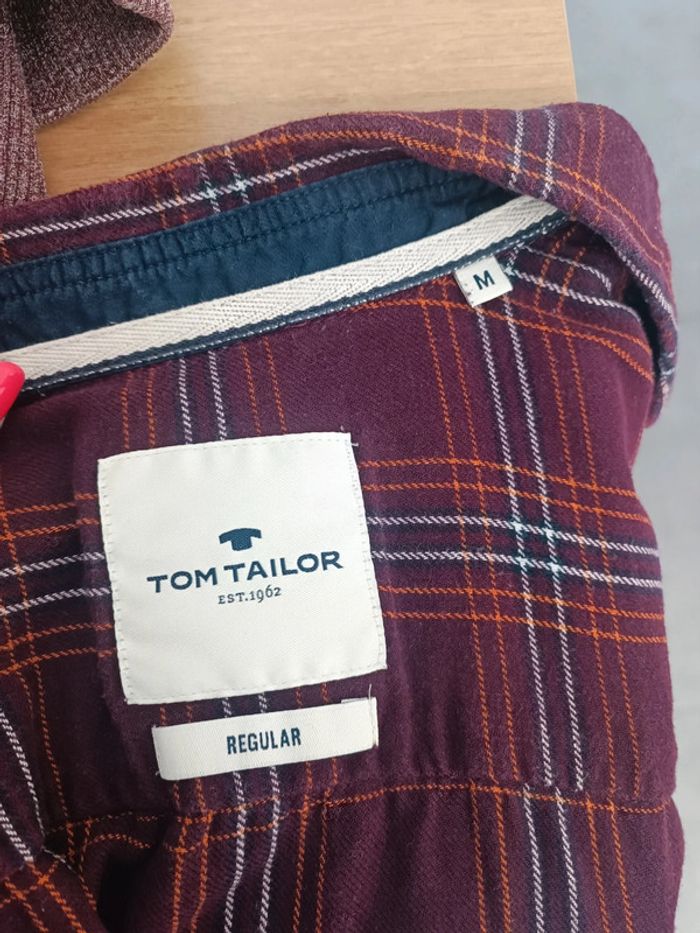 M
TOM TAILOR
EST.1962
REGULAR